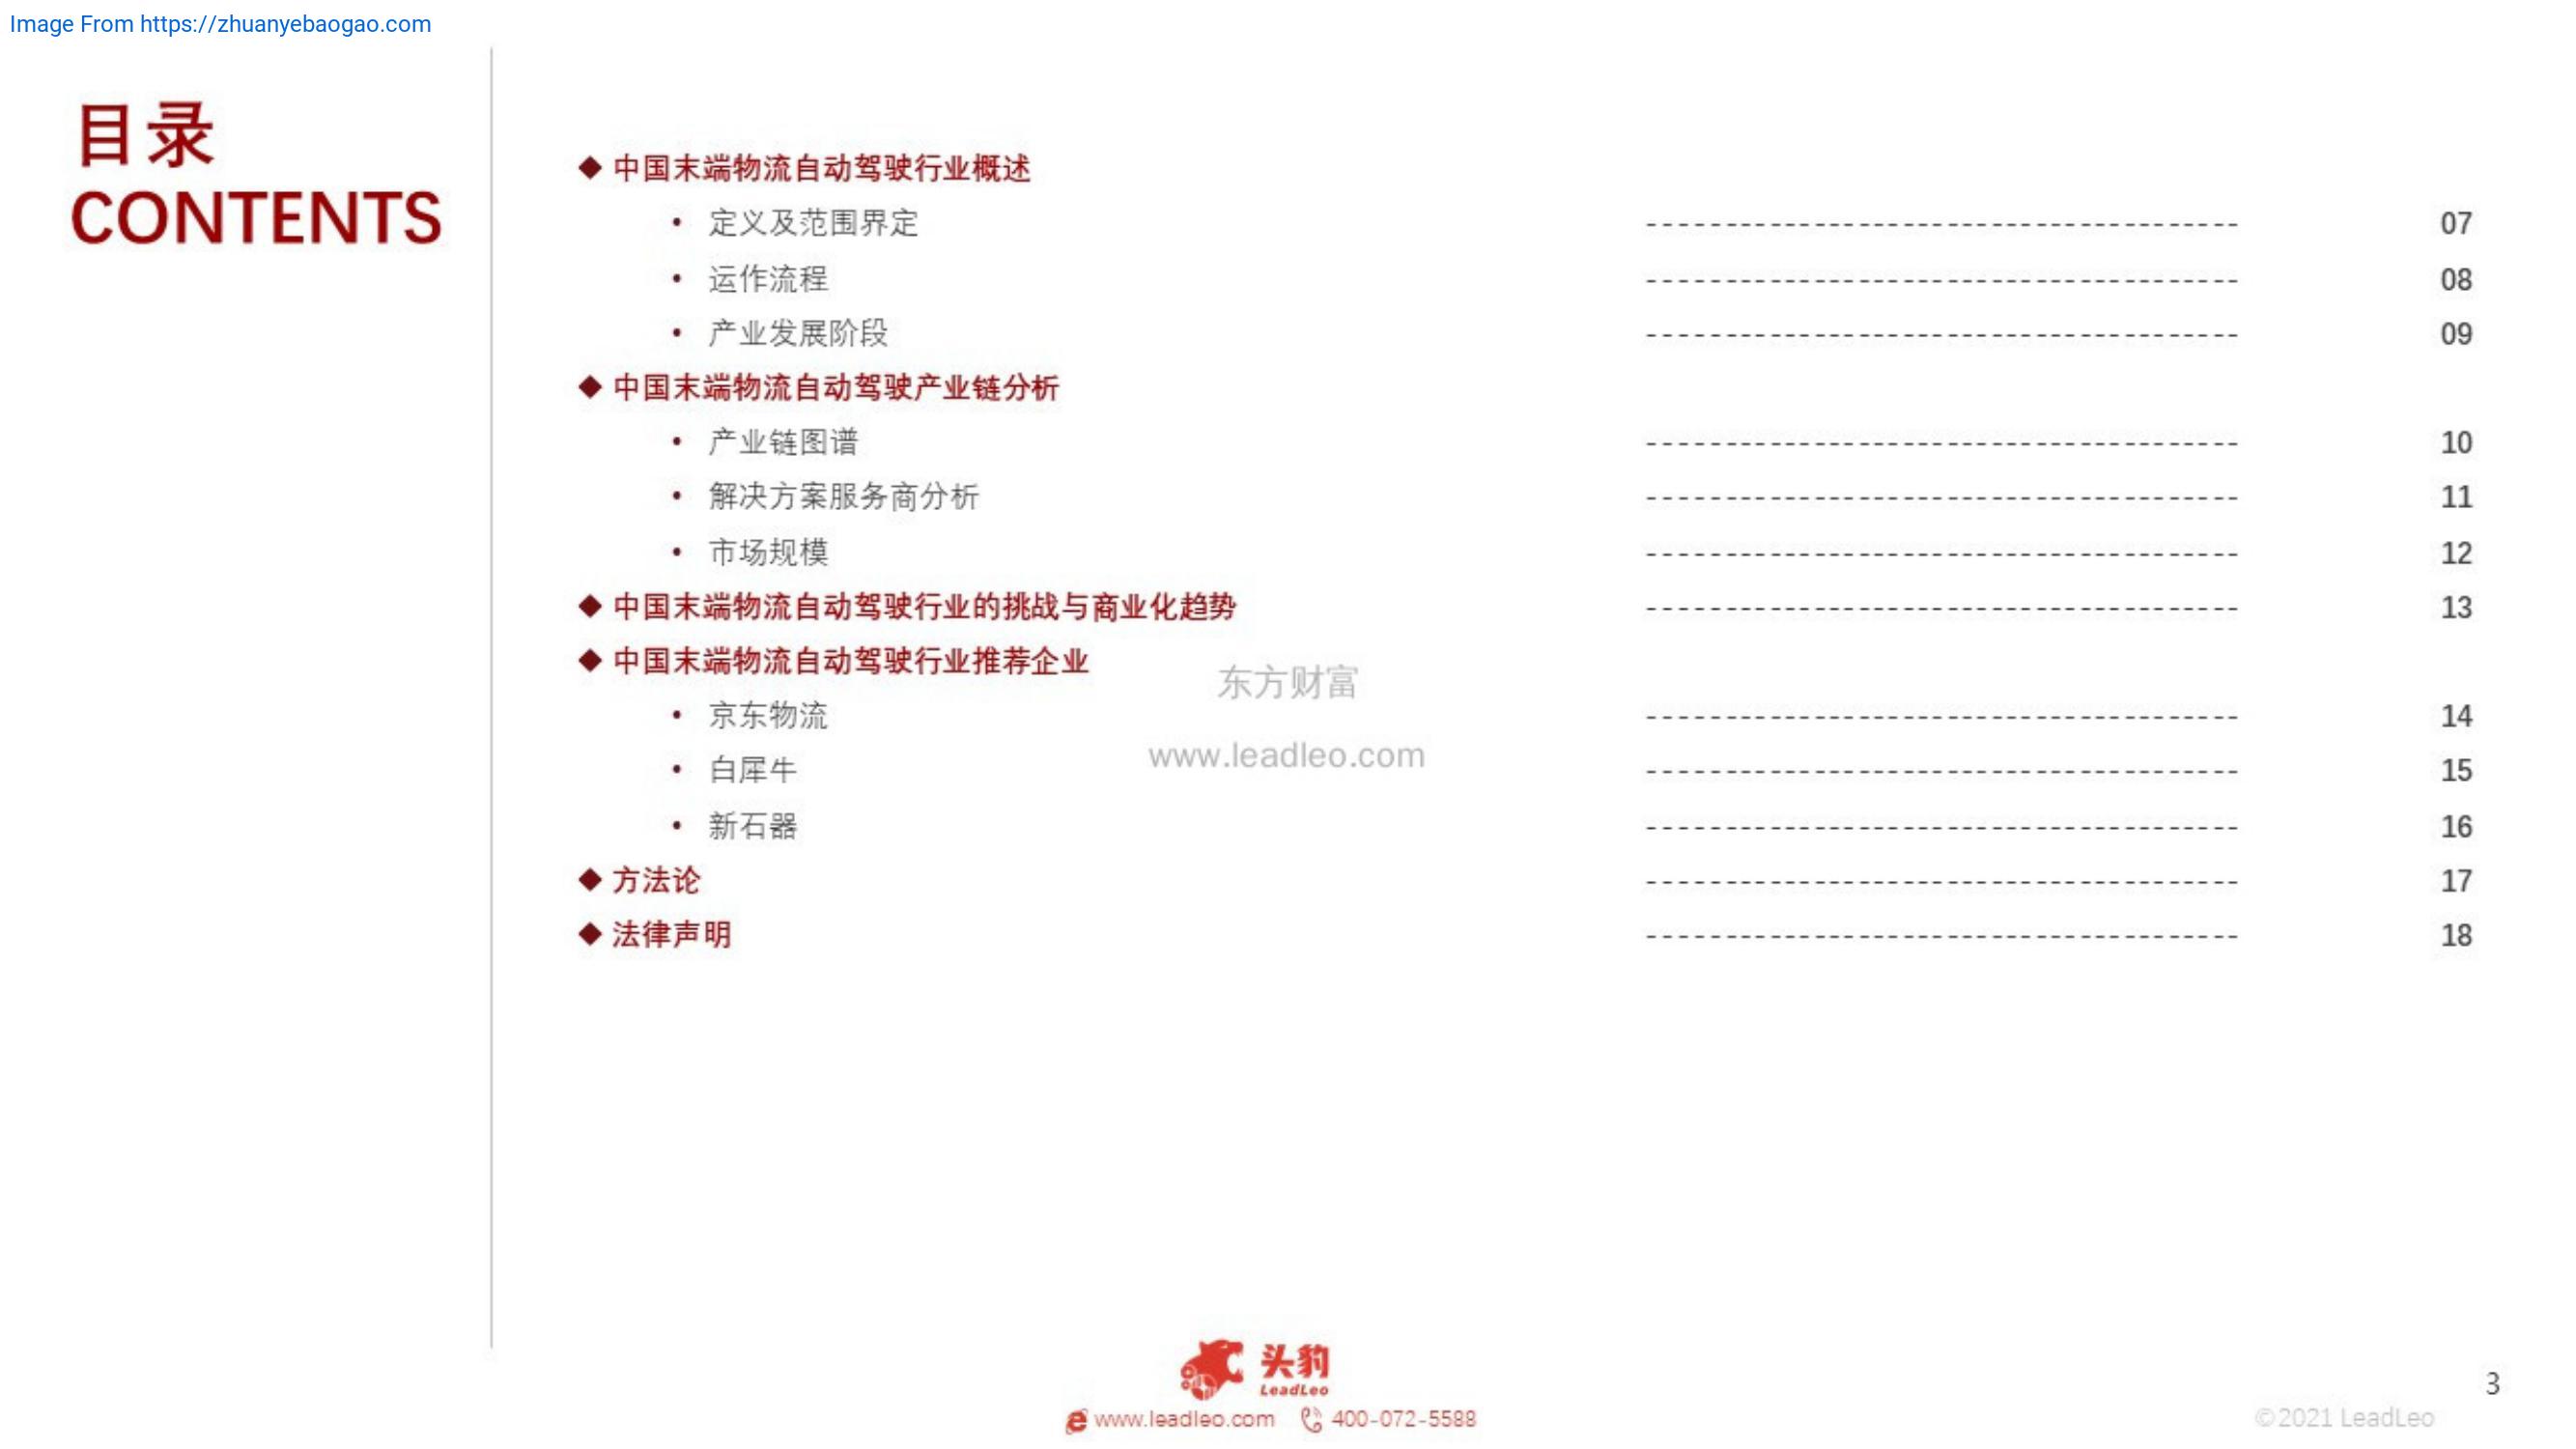 Image From https://zhuanyebaogao.com
目录
CONTENTS
◆ 中国末端物流自动驾驶行业概述
• 定义及范围界定 ------------------------------------- 07
• 运作流程 ------------------------------------- 08
• 产业发展阶段 ------------------------------------- 09
◆ 中国末端物流自动驾驶产业链分析
• 产业链图谱 ------------------------------------- 10
• 解决方案服务商分析 ------------------------------------- 11
• 市场规模 ------------------------------------- 12
◆ 中国末端物流自动驾驶行业的挑战与商业化趋势 ------------------------------------- 13
◆ 中国末端物流自动驾驶行业推荐企业
东方财富
• 京东物流 ------------------------------------- 14
www.leadleo.com
• 白犀牛 ------------------------------------- 15
• 新石器 ------------------------------------- 16
◆ 方法论 ------------------------------------- 17
◆ 法律声明 ------------------------------------- 18
头豹
LeadLeo
www.leadleo.com 400-072-5588
3
©2021 LeadLeo